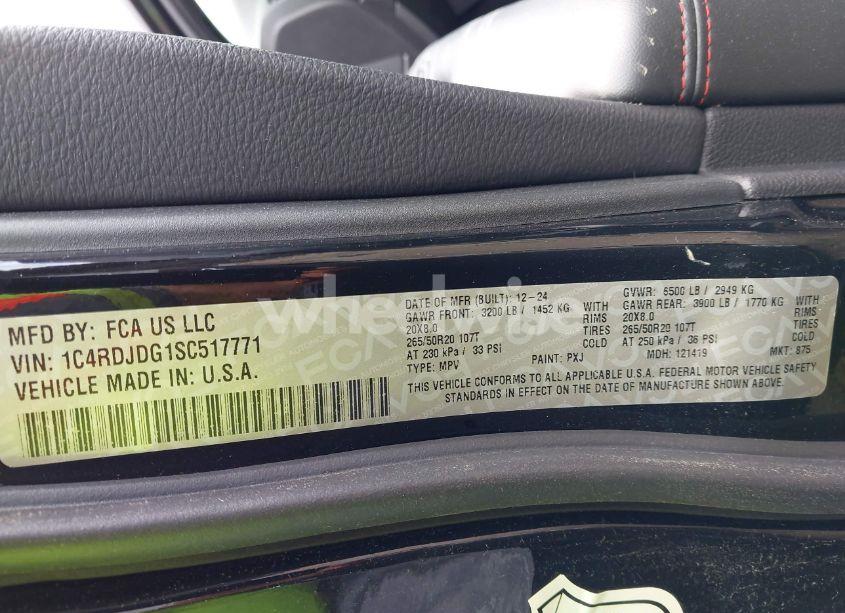 wheelwise
MFD BY: FCA US LLC
VIN: 1C4RDJDG1SC517771
VEHICLE MADE IN: U.S.A.
DATE OF MFR (BUILT): 12-24
GAWR FRONT: 3200 LB / 1452 KG WITH
20X8.0 RIMS
265/50R20 107T TIRES
AT 230 kPa / 33 PSI COLD
TYPE: MPV PAINT: PXJ
GVWR: 6500 LB / 2949 KG
GAWR REAR: 3900 LB / 1770 KG WITH
20X8.0 RIMS
265/50R20 107T TIRES
AT 250 kPa / 36 PSI COLD
MDH: 121419 MKT: 875
THIS VEHICLE CONFORMS TO ALL APPLICABLE U.S.A. FEDERAL MOTOR VEHICLE SAFETY
STANDARDS IN EFFECT ON THE DATE OF MANUFACTURE SHOWN ABOVE.